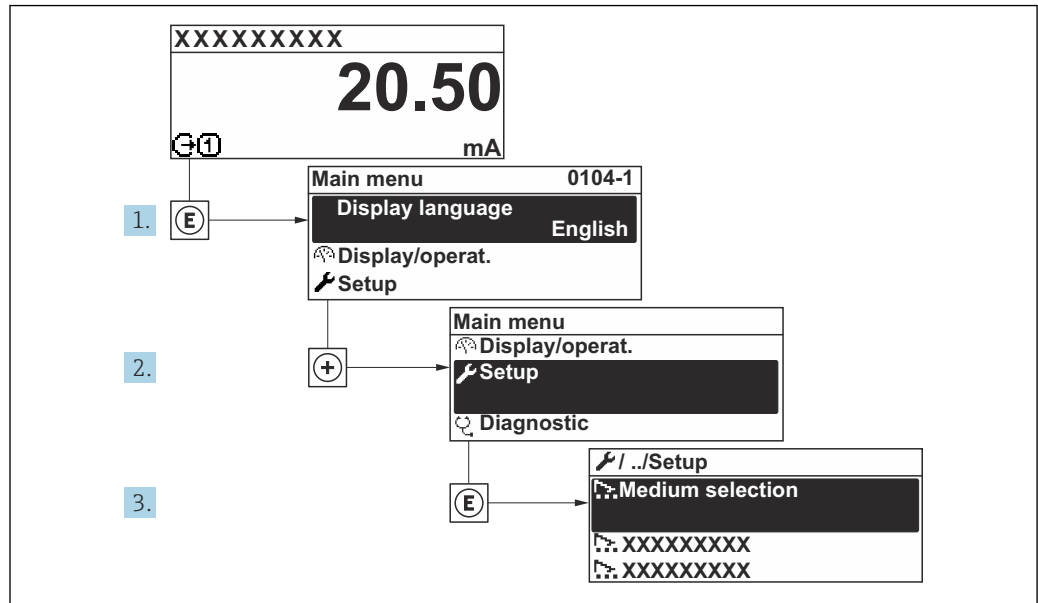 XXXXXXXXX
20.50
1
mA
1.
E
Main menu 0104-1
Display language
English
Display/operat.
Setup
2.
+
Main menu
Display/operat.
Setup
Diagnostic
3.
E
/ ../Setup
Medium selection
XXXXXXXXX
XXXXXXXXX